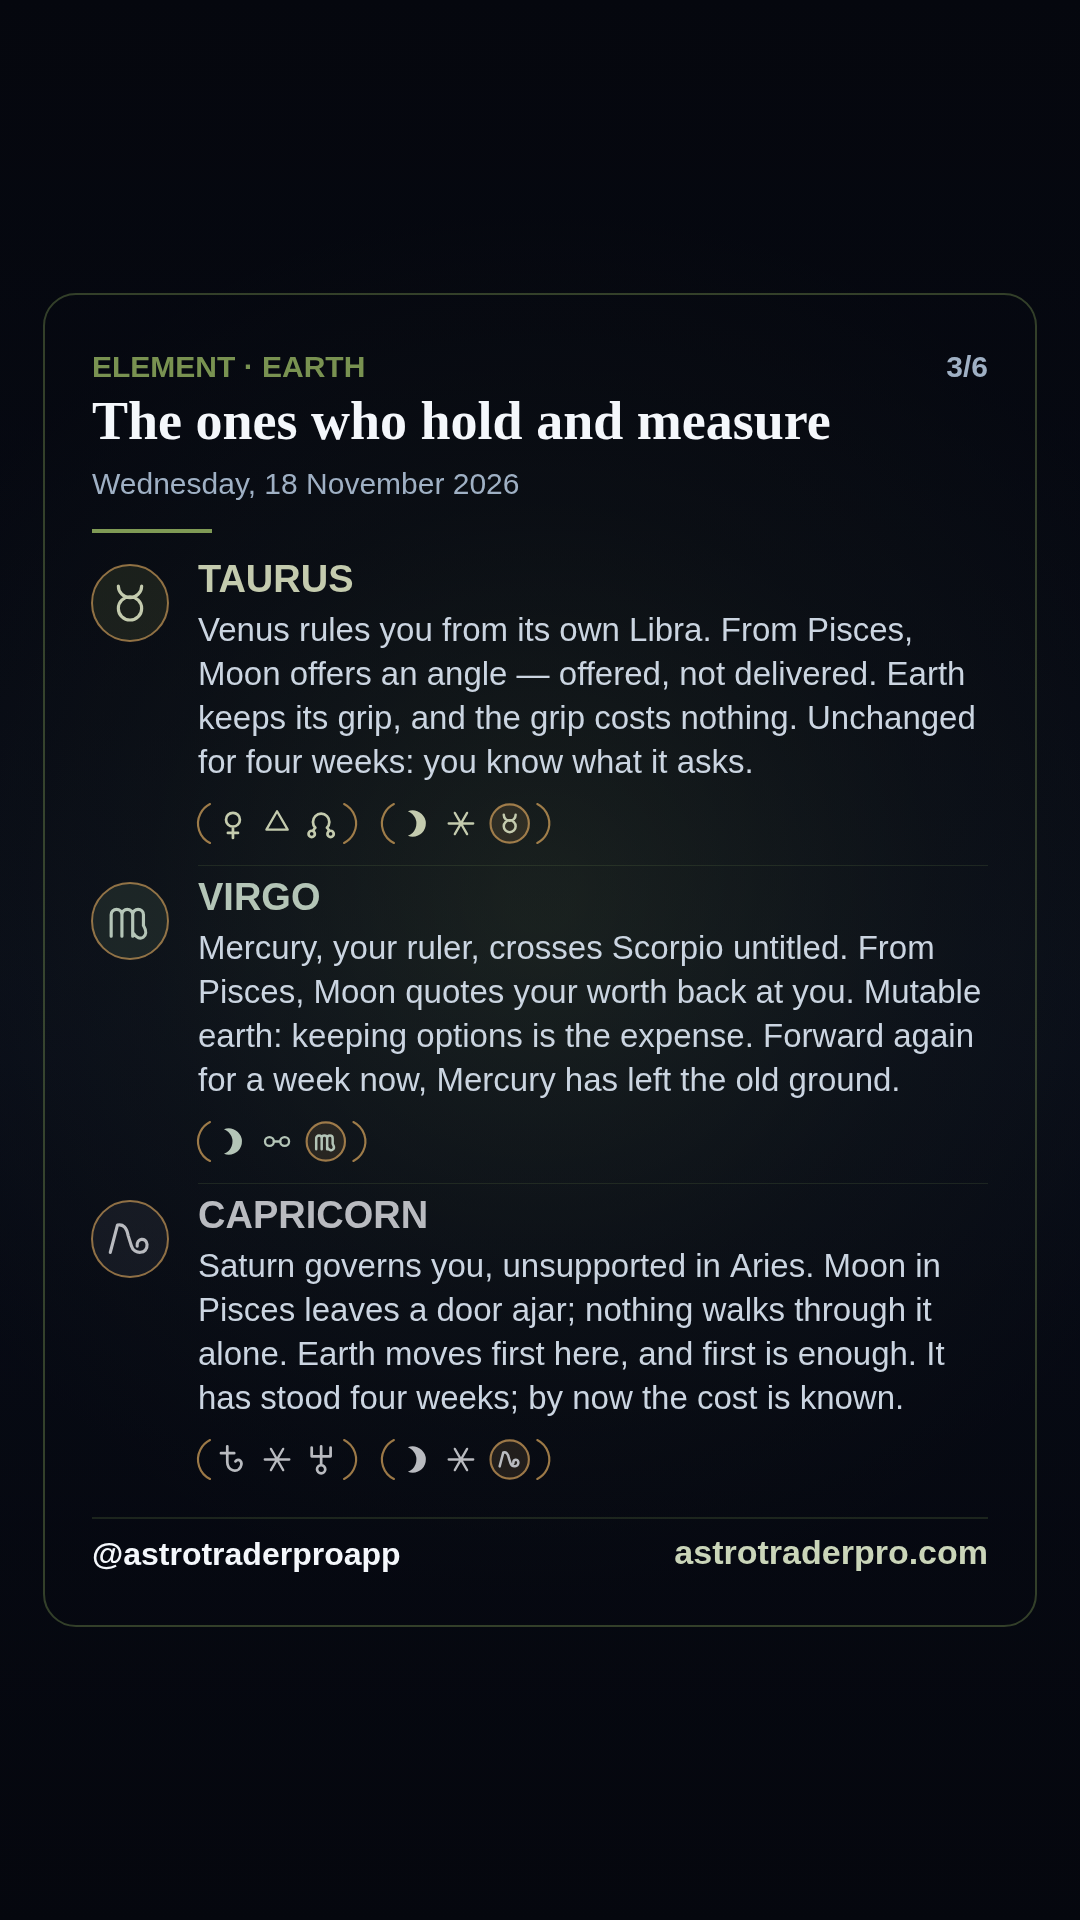 ELEMENT · EARTH
3/6
The ones who hold and measure
Wednesday, 18 November 2026
TAURUS
Venus rules you from its own Libra. From Pisces,
Moon offers an angle — offered, not delivered. Earth
keeps its grip, and the grip costs nothing. Unchanged
for four weeks: you know what it asks.
VIRGO
Mercury, your ruler, crosses Scorpio untitled. From
Pisces, Moon quotes your worth back at you. Mutable
earth: keeping options is the expense. Forward again
for a week now, Mercury has left the old ground.
CAPRICORN
Saturn governs you, unsupported in Aries. Moon in
Pisces leaves a door ajar; nothing walks through it
alone. Earth moves first here, and first is enough. It
has stood four weeks; by now the cost is known.
@astrotraderproapp
astrotraderpro.com